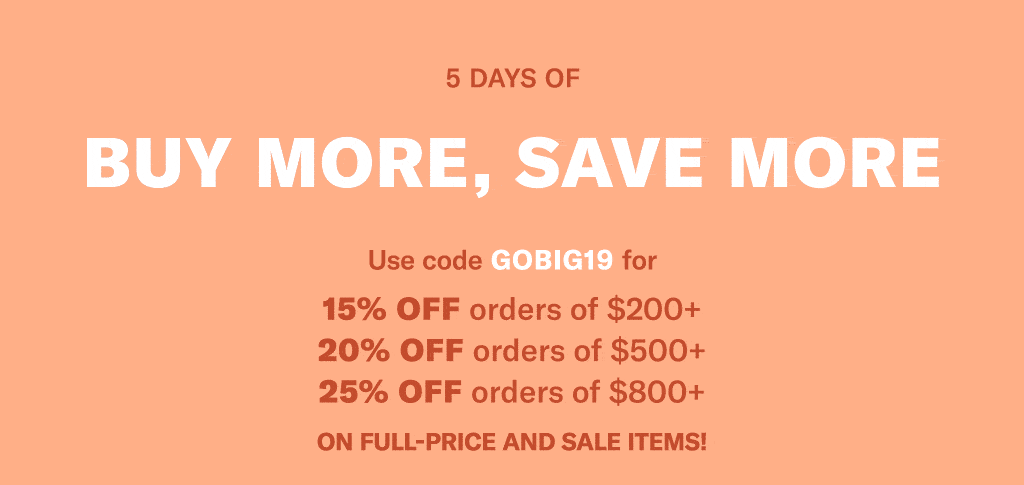 5 DAYS OF
BUY MORE, SAVE MORE
Use code GOBIG19 for
15% OFF orders of $200+
20% OFF orders of $500+
25% OFF orders of $800+
ON FULL-PRICE AND SALE ITEMS!